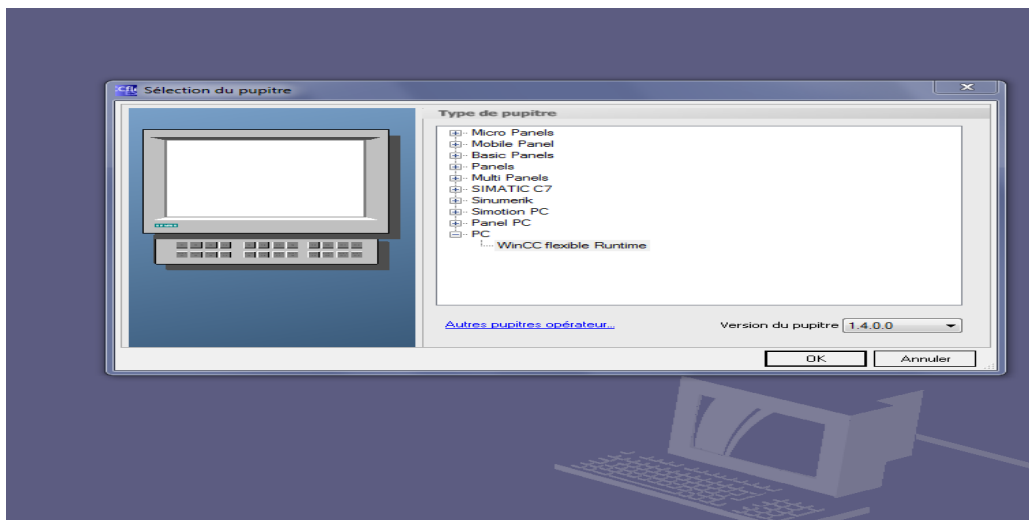 Sélection du pupitre
Type de pupitre
Micro Panels
Mobile Panel
Basic Panels
Panels
Multi Panels
SIMATIC C7
Sinumerik
Simotion PC
Panel PC
PC
WinCC flexible Runtime
Autres pupitres opérateur...
Version du pupitre 1.4.0.0
OK Annuler